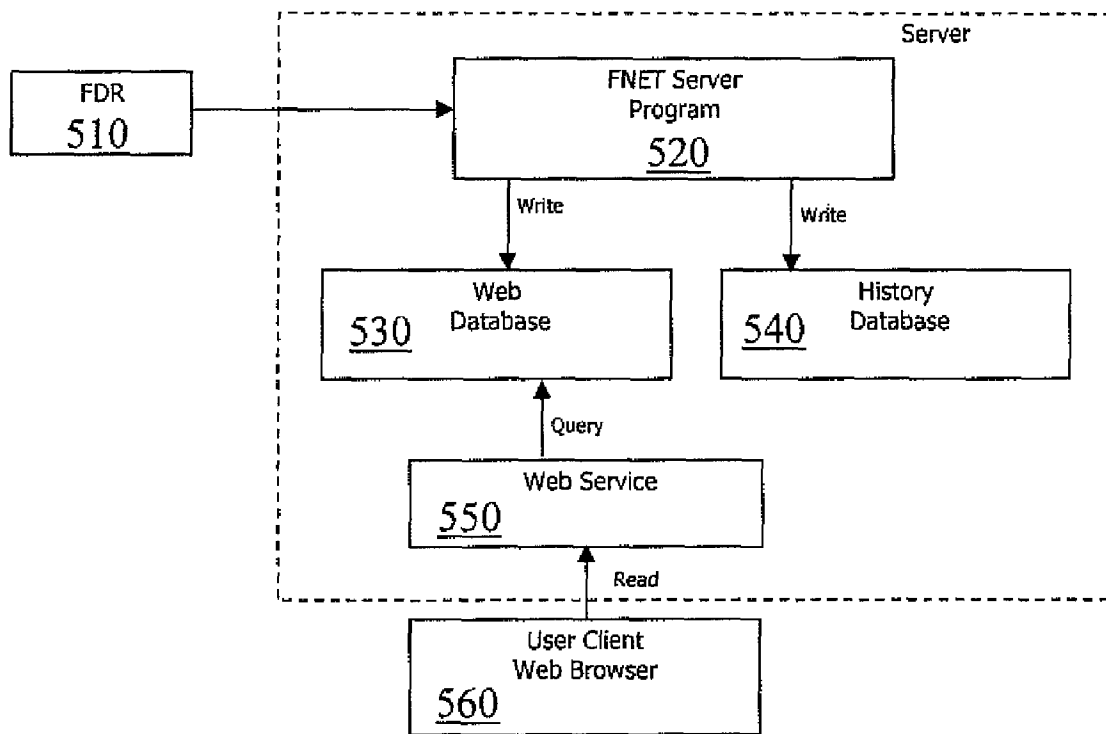 Server
FDR
510
FNET Server
Program
520
Write
Write
Web
Database
530
History
Database
540
Query
Web Service
550
Read
User Client
Web Browser
560